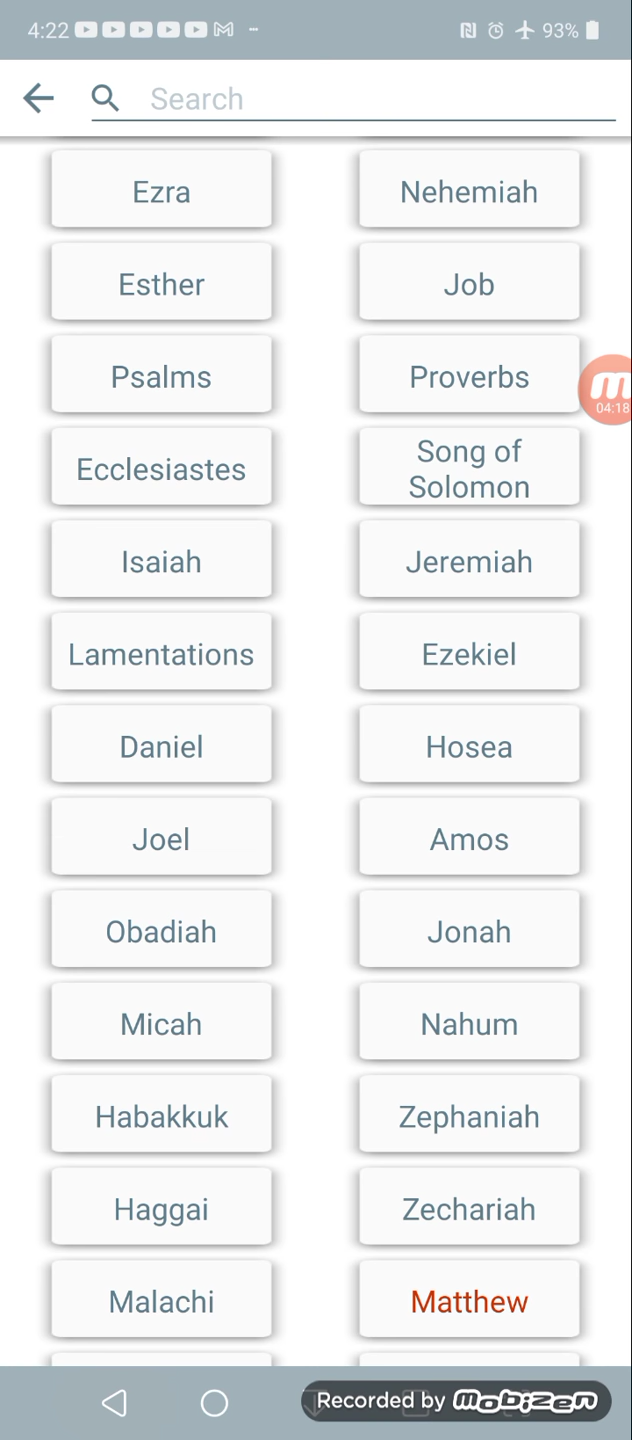 4:22
93%
Search
Ezra
Nehemiah
Esther
Job
Psalms
Proverbs
m
04:18
Ecclesiastes
Song of
Solomon
Isaiah
Jeremiah
Lamentations
Ezekiel
Daniel
Hosea
Joel
Amos
Obadiah
Jonah
Micah
Nahum
Habakkuk
Zephaniah
Haggai
Zechariah
Malachi
Matthew
Recorded by mobizen